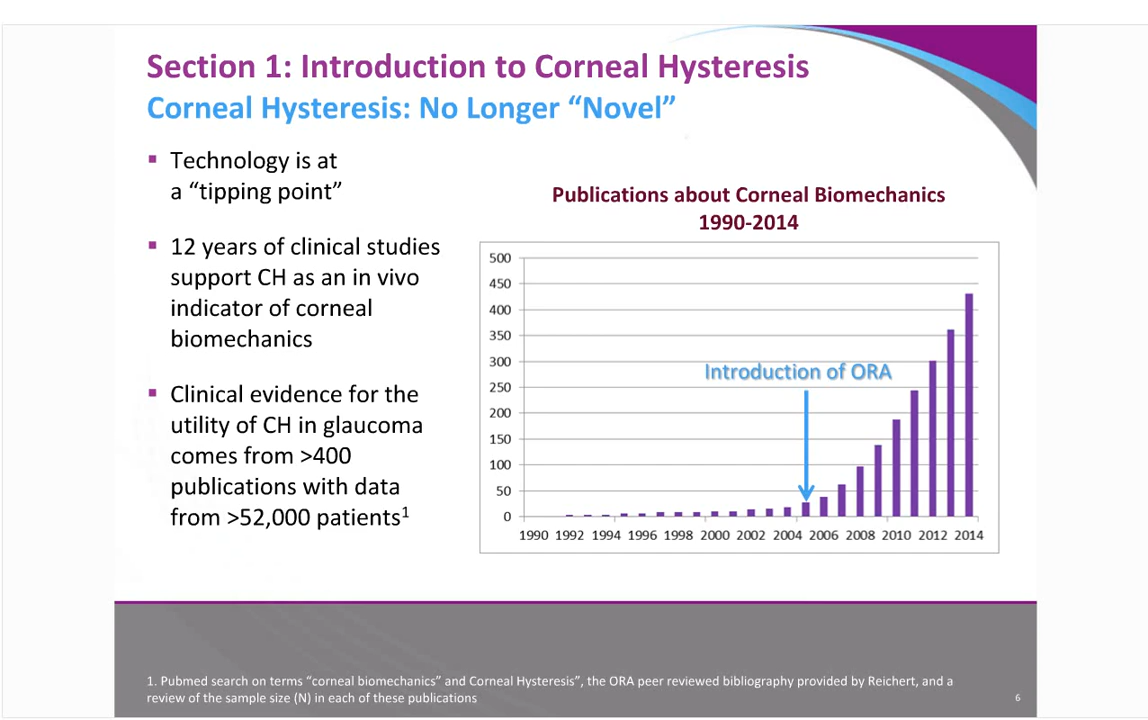 Section 1: Introduction to Corneal Hysteresis
Corneal Hysteresis: No Longer “Novel”
▪ Technology is at
a “tipping point”
▪ 12 years of clinical studies
support CH as an in vivo
indicator of corneal
biomechanics
▪ Clinical evidence for the
utility of CH in glaucoma
comes from >400
publications with data
from >52,000 patients¹
Publications about Corneal Biomechanics
1990-2014
500
450
400
350
300
250
200
150
100
50
0
Introduction of ORA
1990 1992 1994 1996 1998 2000 2002 2004 2006 2008 2010 2012 2014
1. Pubmed search on terms “corneal biomechanics” and Corneal Hysteresis”, the ORA peer reviewed bibliography provided by Reichert, and a
review of the sample size (N) in each of these publications
6